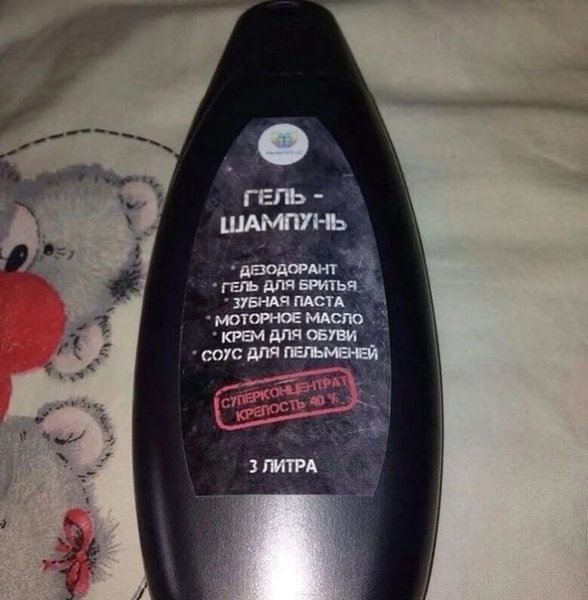 ГЕЛЬ -
ШАМПУНЬ
* ДЕЗОДОРАНТ
* ГЕЛЬ ДЛЯ БРИТЬЯ
* ЗУБНАЯ ПАСТА
* МОТОРНОЕ МАСЛО
* КРЕМ ДЛЯ ОБУВИ
* СОУС ДЛЯ ПЕЛЬМЕНЕЙ
СУПЕРКОНЦЕНТРАТ
КРЕПОСТЬ 40 %
3 ЛИТРА